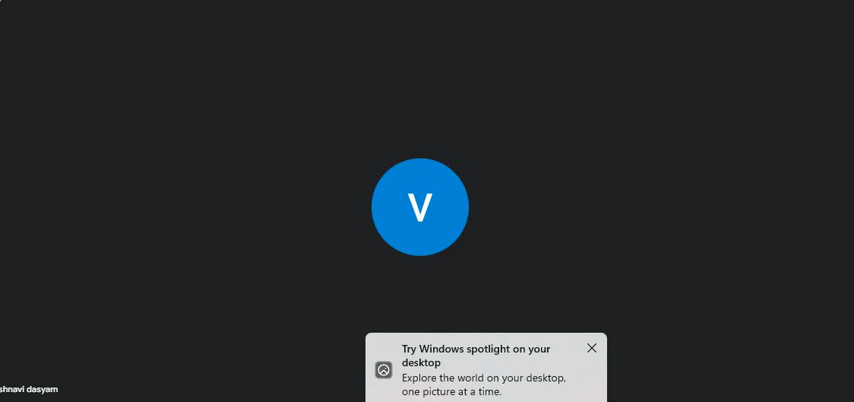 V
Try Windows spotlight on your
desktop
Explore the world on your desktop,
one picture at a time.
shnavi dasyam